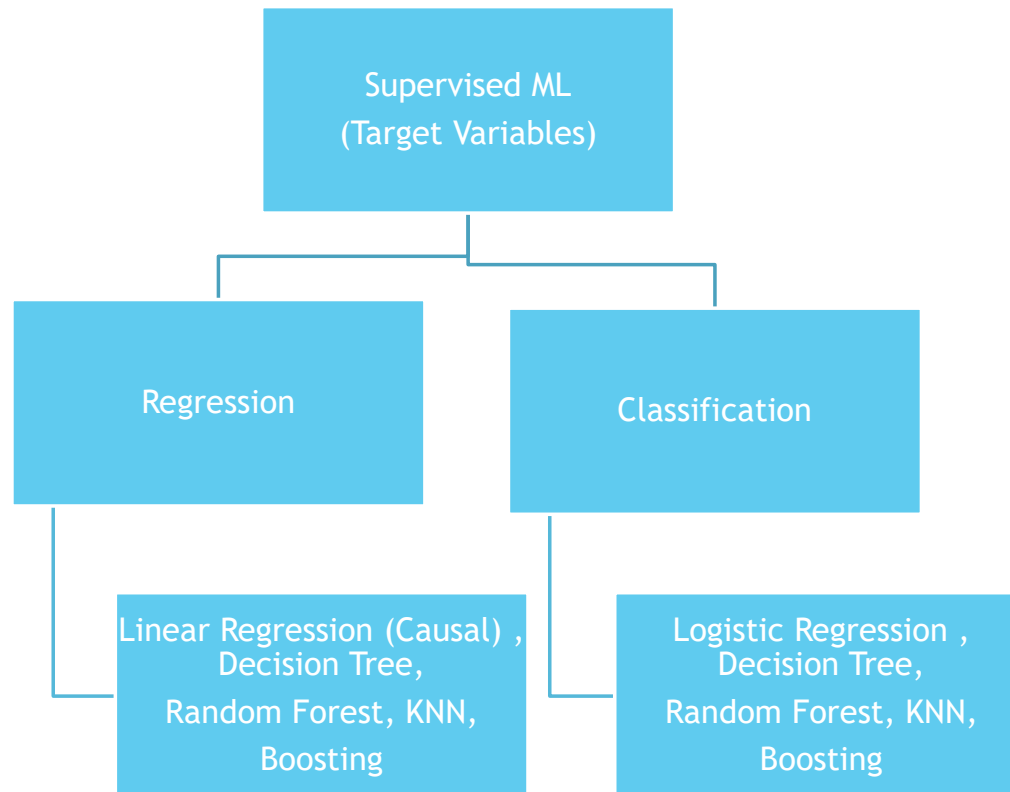 Supervised ML
(Target Variables)
Regression
Classification
Linear Regression (Causal) ,
Decision Tree,
Random Forest, KNN,
Boosting
Logistic Regression ,
Decision Tree,
Random Forest, KNN,
Boosting